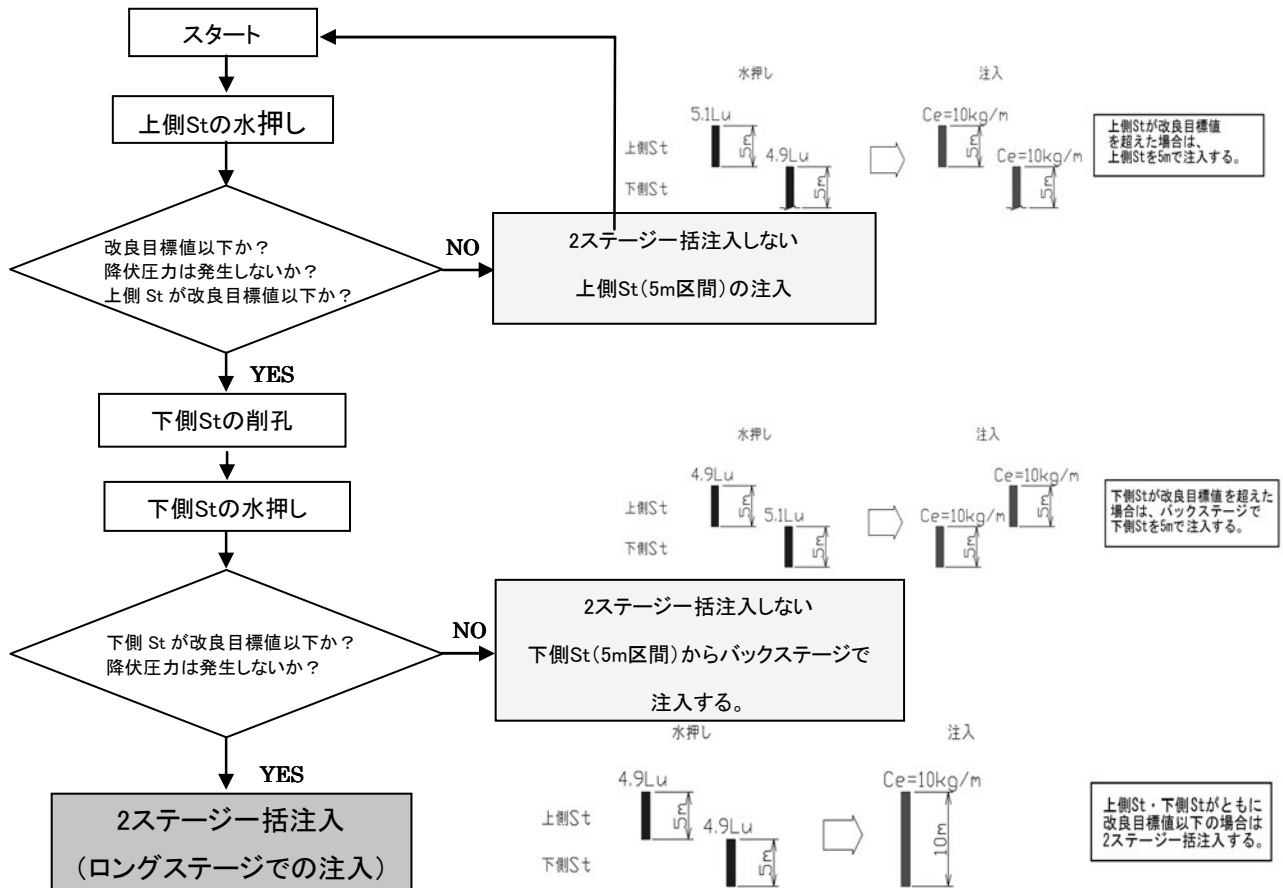 スタート
上側Stの水押し
改良目標値以下か？
降伏圧力は発生しないか？
上側 St が改良目標値以下か？
NO
2ステージ一括注入しない
上側St（5m区間）の注入
YES
下側Stの削孔
下側Stの水押し
下側 St が改良目標値以下か？
降伏圧力は発生しないか？
NO
2ステージ一括注入しない
下側St（5m区間）からバックステージで
注入する。
YES
2ステージ一括注入
（ロングステージでの注入）
水押し
注入
5.1Lu
Ce=10kg/m
上側St
5m
5m
4.9Lu
Ce=10kg/m
下側St
5m
5m
上側Stが改良目標値
を超えた場合は、
上側Stを5mで注入する。
水押し
注入
4.9Lu
Ce=10kg/m
上側St
5m
5m
5.1Lu
Ce=10kg/m
下側St
5m
5m
下側Stが改良目標値を超えた
場合は、バックステージで
下側Stを5mで注入する。
水押し
注入
4.9Lu
Ce=10kg/m
上側St
5m
4.9Lu
下側St
5m
10m
上側St・下側Stがともに
改良目標値以下の場合は
2ステージ一括注入する。